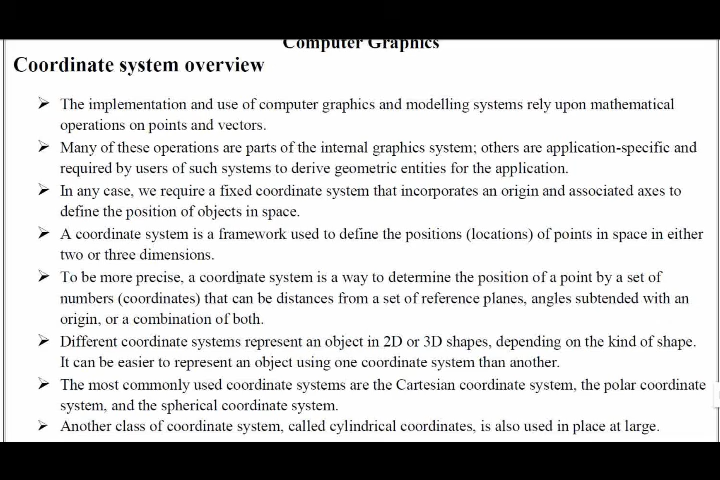 Computer Graphics
Coordinate system overview
➢ The implementation and use of computer graphics and modelling systems rely upon mathematical
operations on points and vectors.
➢ Many of these operations are parts of the internal graphics system; others are application-specific and
required by users of such systems to derive geometric entities for the application.
➢ In any case, we require a fixed coordinate system that incorporates an origin and associated axes to
define the position of objects in space.
➢ A coordinate system is a framework used to define the positions (locations) of points in space in either
two or three dimensions.
➢ To be more precise, a coordinate system is a way to determine the position of a point by a set of
numbers (coordinates) that can be distances from a set of reference planes, angles subtended with an
origin, or a combination of both.
➢ Different coordinate systems represent an object in 2D or 3D shapes, depending on the kind of shape.
It can be easier to represent an object using one coordinate system than another.
➢ The most commonly used coordinate systems are the Cartesian coordinate system, the polar coordinate
system, and the spherical coordinate system.
➢ Another class of coordinate system, called cylindrical coordinates, is also used in place at large.